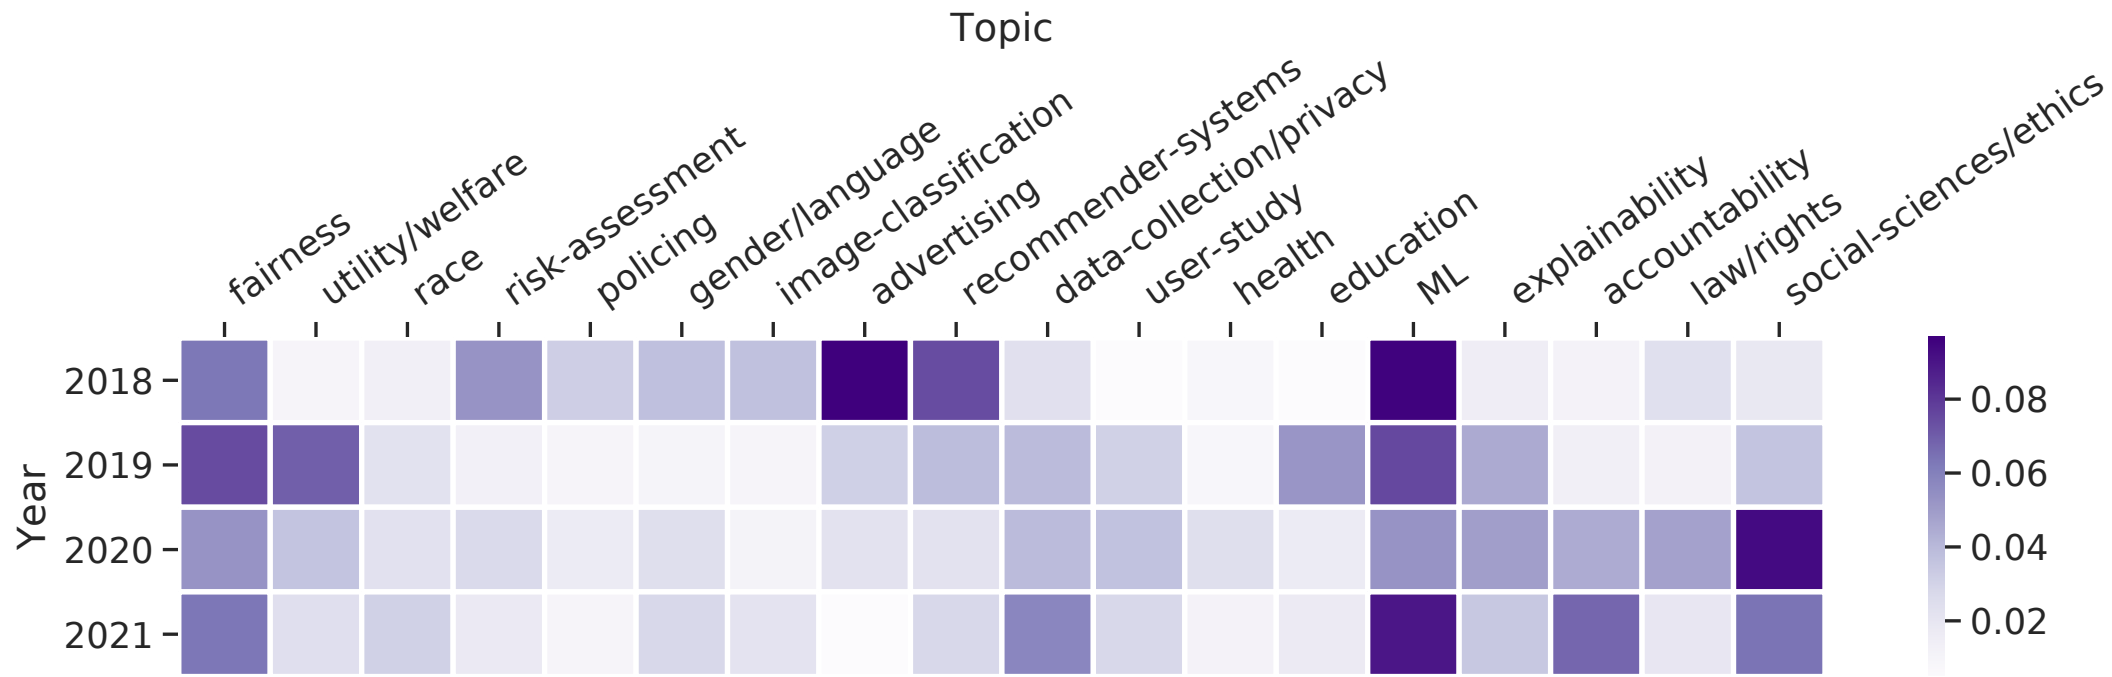 Topic
fairness
utility/welfare
race
risk-assessment
policing
gender/language
image-classification
advertising
recommender-systems
data-collection/privacy
user-study
health
education
ML
explainability
accountability
law/rights
social-sciences/ethics
Year
2018
2019
2020
2021
0.08
0.06
0.04
0.02